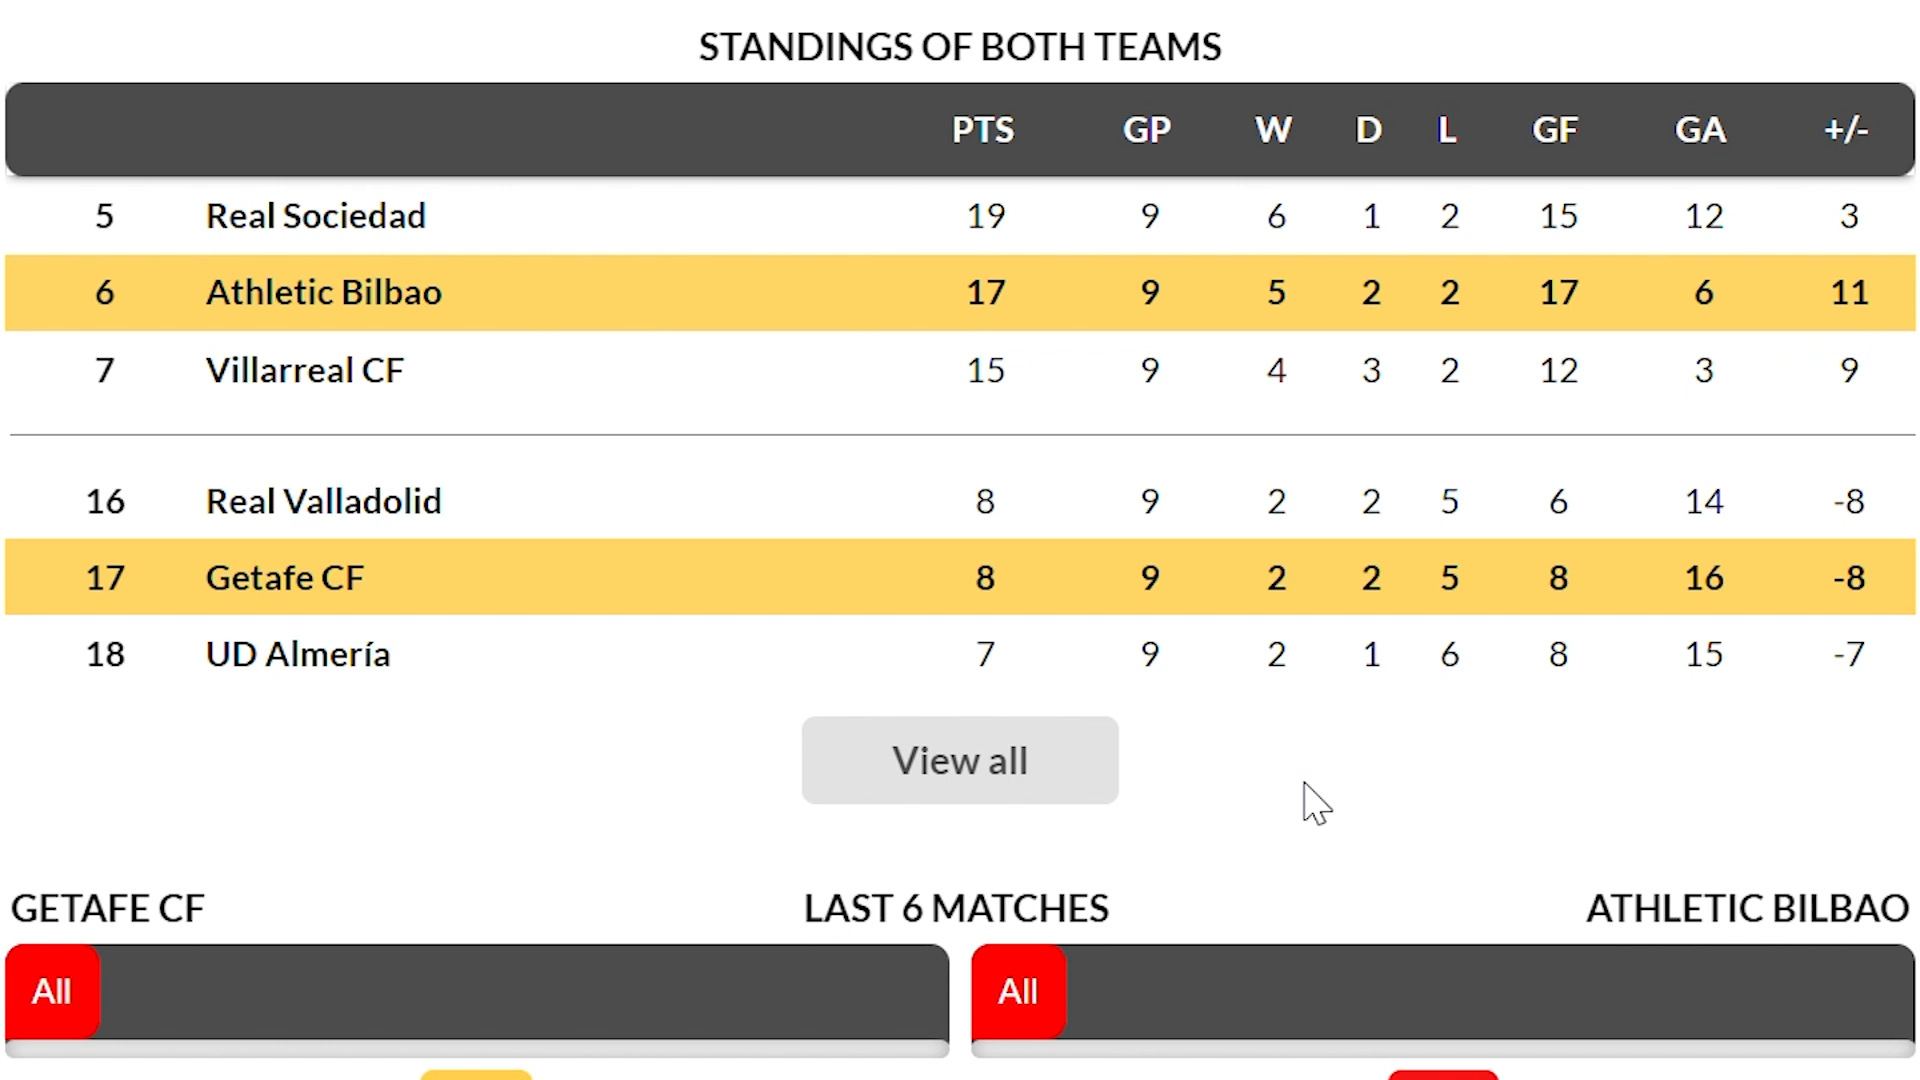 STANDINGS OF BOTH TEAMS
PTS GP W D L GF GA +/-
5 Real Sociedad 19 9 6 1 2 15 12 3
6 Athletic Bilbao 17 9 5 2 2 17 6 11
7 Villarreal CF 15 9 4 3 2 12 3 9
16 Real Valladolid 8 9 2 2 5 6 14 -8
17 Getafe CF 8 9 2 2 5 8 16 -8
18 UD Almería 7 9 2 1 6 8 15 -7
View all
GETAFE CF LAST 6 MATCHES ATHLETIC BILBAO
All All